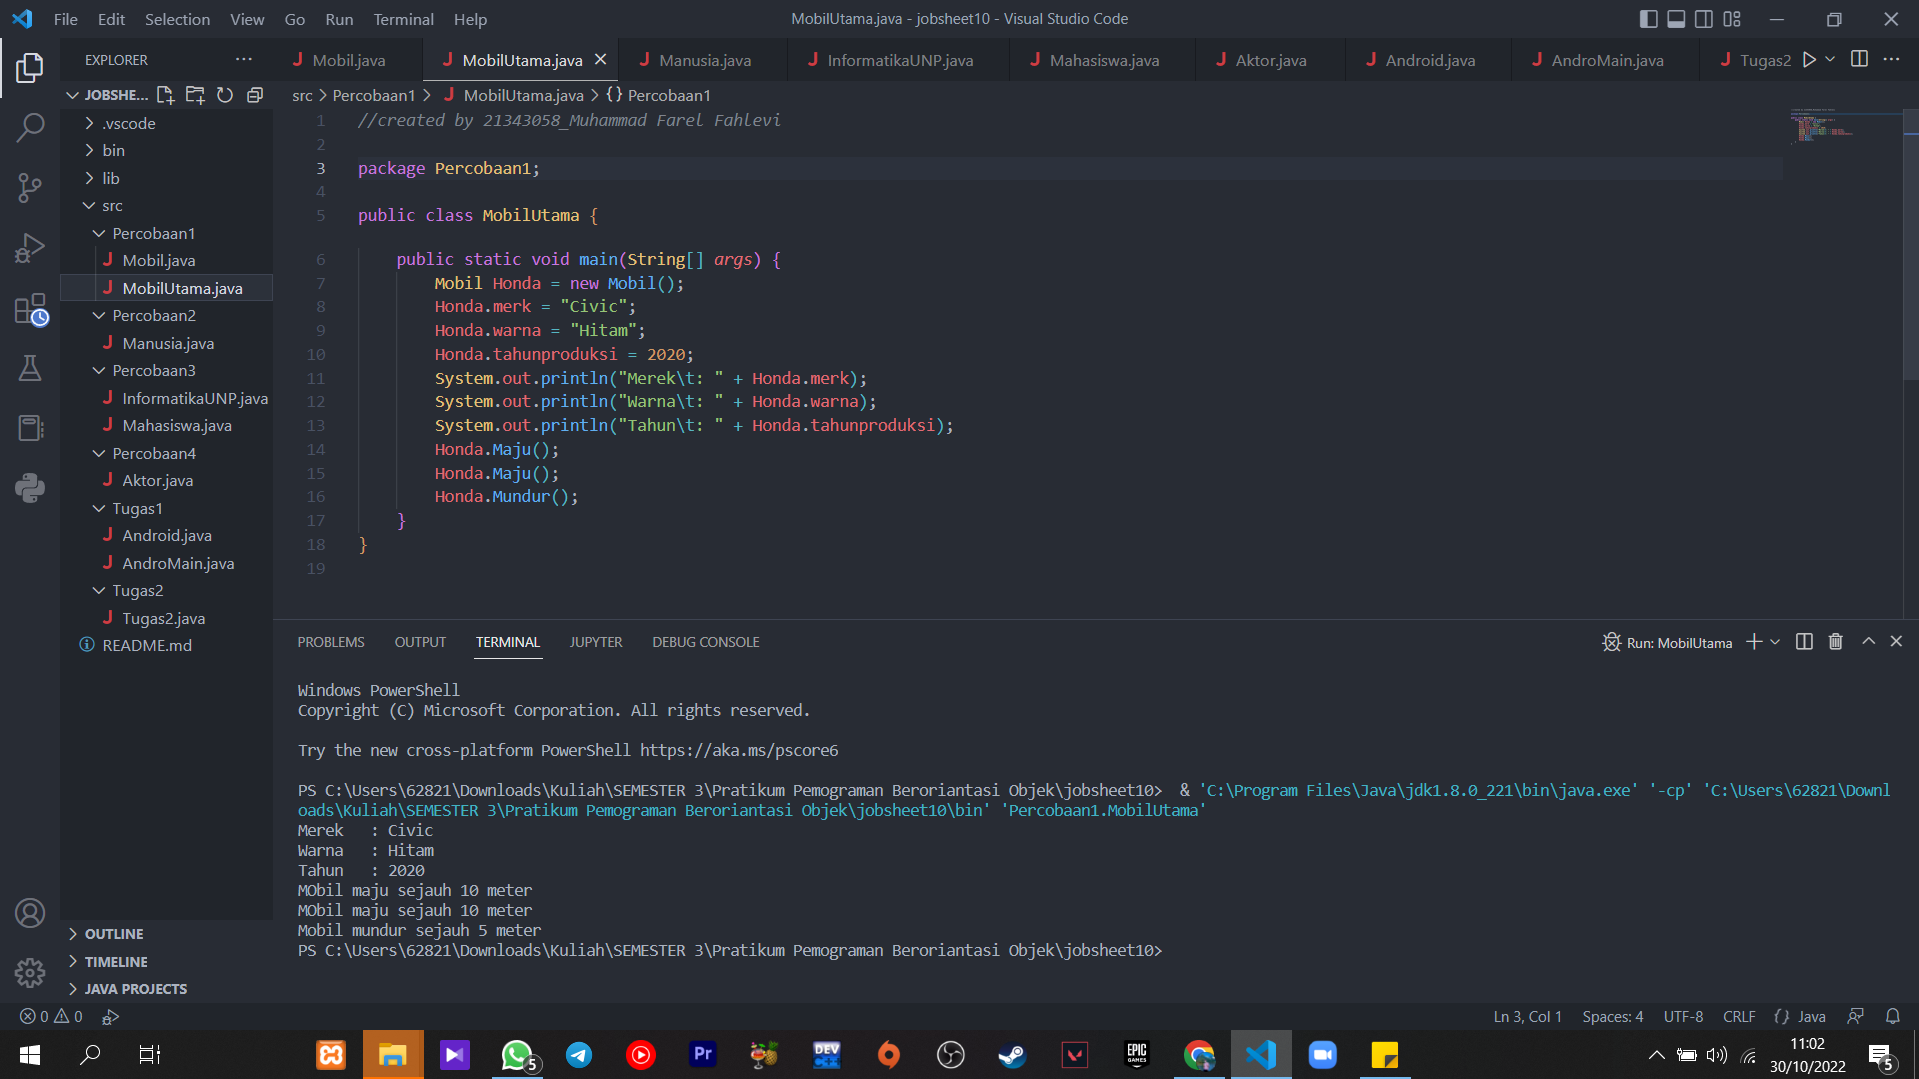 File Edit Selection View Go Run Terminal Help
MobilUtama.java - jobsheet10 - Visual Studio Code
EXPLORER
Mobil.java
MobilUtama.java
Manusia.java
InformatikaUNP.java
Mahasiswa.java
Aktor.java
Android.java
AndroMain.java
Tugas2
JOBSHE...
src > Percobaan1 > MobilUtama.java > {} Percobaan1
.vscode
bin
lib
src
Percobaan1
Mobil.java
MobilUtama.java
Percobaan2
Manusia.java
Percobaan3
InformatikaUNP.java
Mahasiswa.java
Percobaan4
Aktor.java
Tugas1
Android.java
AndroMain.java
Tugas2
Tugas2.java
README.md
OUTLINE
TIMELINE
JAVA PROJECTS
1 //created by 21343058_Muhammad Farel Fahlevi
2
3 package Percobaan1;
4
5 public class MobilUtama {
6 public static void main(String[] args) {
7 Mobil Honda = new Mobil();
8 Honda.merk = "Civic";
9 Honda.warna = "Hitam";
10 Honda.tahunproduksi = 2020;
11 System.out.println("Merek\t: " + Honda.merk);
12 System.out.println("Warna\t: " + Honda.warna);
13 System.out.println("Tahun\t: " + Honda.tahunproduksi);
14 Honda.Maju();
15 Honda.Maju();
16 Honda.Mundur();
17 }
18 }
19
PROBLEMS OUTPUT TERMINAL JUPYTER DEBUG CONSOLE
Run: MobilUtama
Windows PowerShell
Copyright (C) Microsoft Corporation. All rights reserved.
Try the new cross-platform PowerShell https://aka.ms/pscore6
PS C:\Users\62821\Downloads\Kuliah\SEMESTER 3\Pratikum Pemograman Beroriantasi Objek\jobsheet10> & 'C:\Program Files\Java\jdk1.8.0_221\bin\java.exe' '-cp' 'C:\Users\62821\Downl
oads\Kuliah\SEMESTER 3\Pratikum Pemograman Beroriantasi Objek\jobsheet10\bin' 'Percobaan1.MobilUtama'
Merek : Civic
Warna : Hitam
Tahun : 2020
MObil maju sejauh 10 meter
MObil maju sejauh 10 meter
Mobil mundur sejauh 5 meter
PS C:\Users\62821\Downloads\Kuliah\SEMESTER 3\Pratikum Pemograman Beroriantasi Objek\jobsheet10>
0 0
Ln 3, Col 1 Spaces: 4 UTF-8 CRLF {} Java
5
Pr
DEV
C++
EPIC
GAMES
11:02
30/10/2022
5